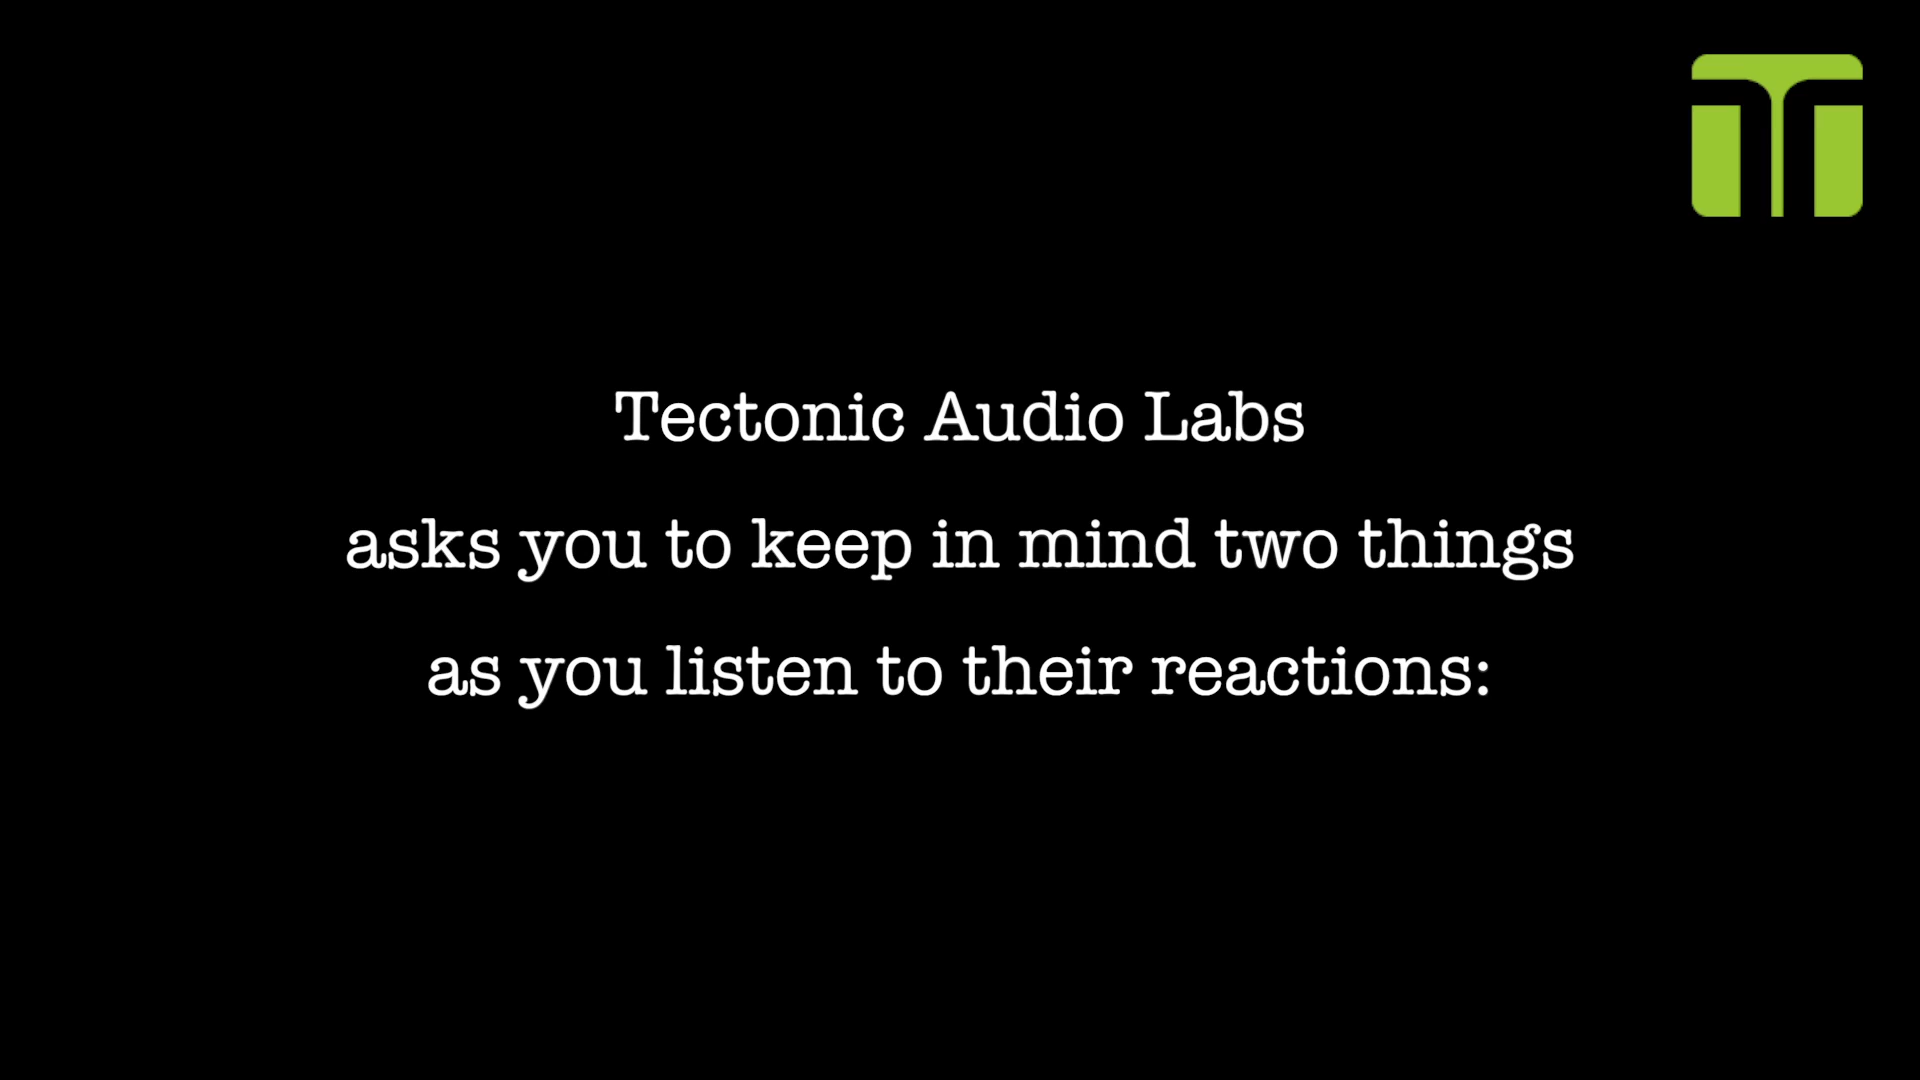 Tectonic Audio Labs
asks you to keep in mind two things
as you listen to their reactions: